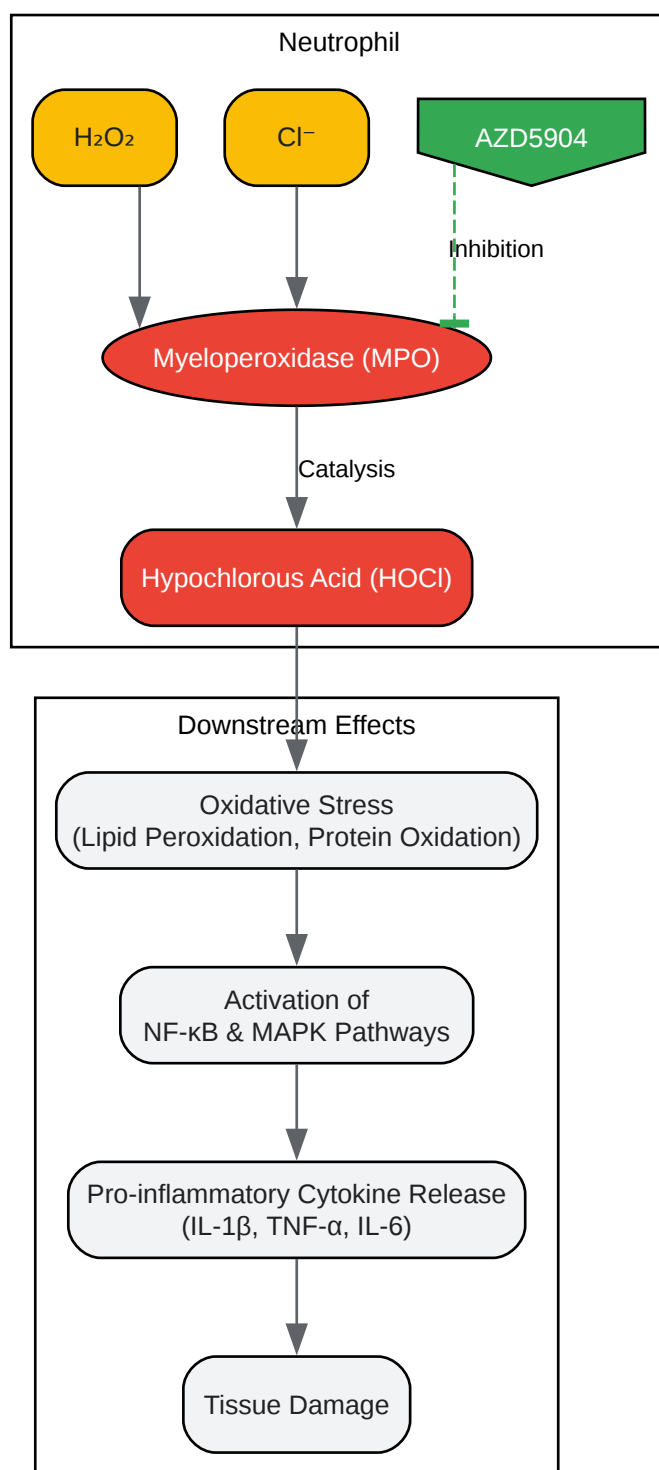 Neutrophil
H₂O₂
Cl⁻
AZD5904
Inhibition
Myeloperoxidase (MPO)
Catalysis
Hypochlorous Acid (HOCl)
Downstream Effects
Oxidative Stress
(Lipid Peroxidation, Protein Oxidation)
Activation of
NF-κB & MAPK Pathways
Pro-inflammatory Cytokine Release
(IL-1β, TNF-α, IL-6)
Tissue Damage